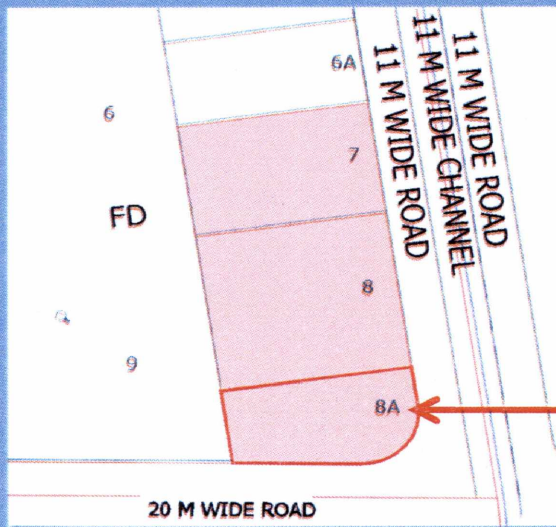 6A
11 M WIDE ROAD
11 M WIDE CHANNEL
11 M WIDE ROAD
6
7
FD
8
9
8A
20 M WIDE ROAD